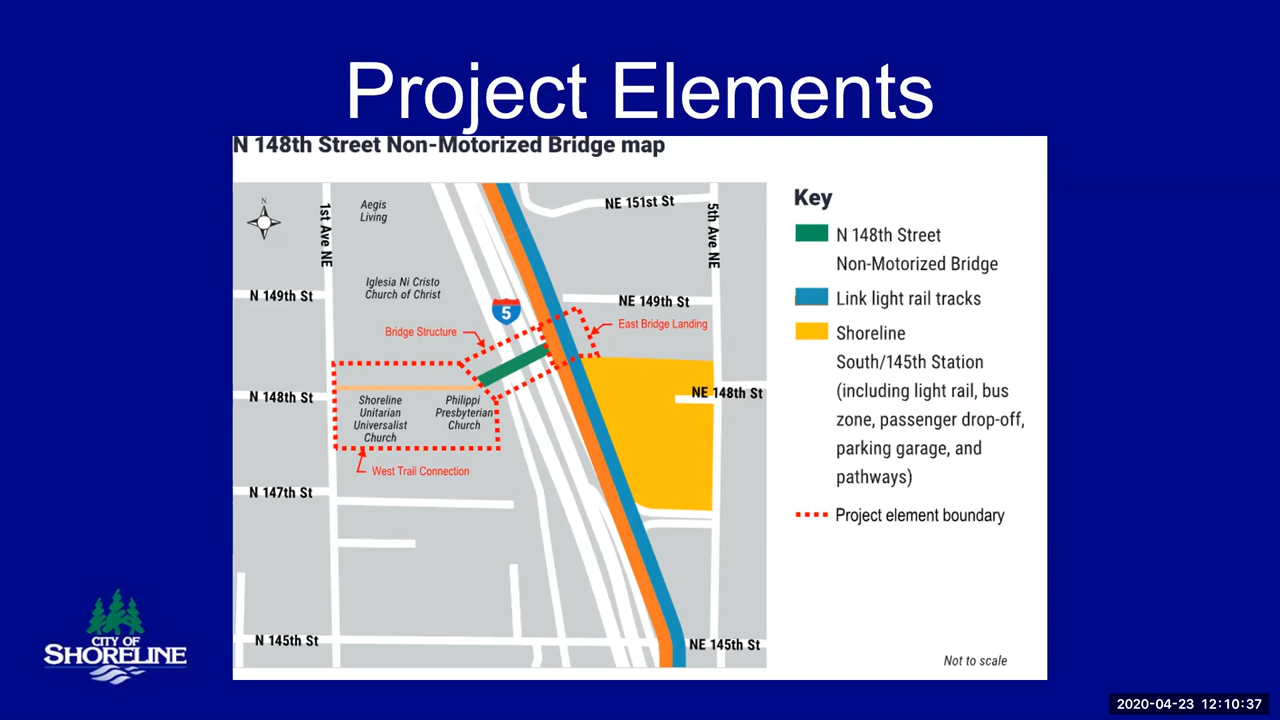 Project Elements
N 148th Street Non-Motorized Bridge map
N
1st Ave NE
Aegis
Living
NE 151st St
5th Ave NE
Iglesia Ni Cristo
Church of Christ
N 149th St
NE 149th St
5
Bridge Structure
East Bridge Landing
N 148th St
NE 148th St
Shoreline
Unitarian
Universalist
Church
Philippi
Presbyterian
Church
West Trail Connection
N 147th St
N 145th St
NE 145th St
Key
N 148th Street
Non-Motorized Bridge
Link light rail tracks
Shoreline
South/145th Station
(including light rail, bus
zone, passenger drop-off,
parking garage, and
pathways)
Project element boundary
Not to scale
CITY OF
SHORELINE
2020-04-23 12:10:37